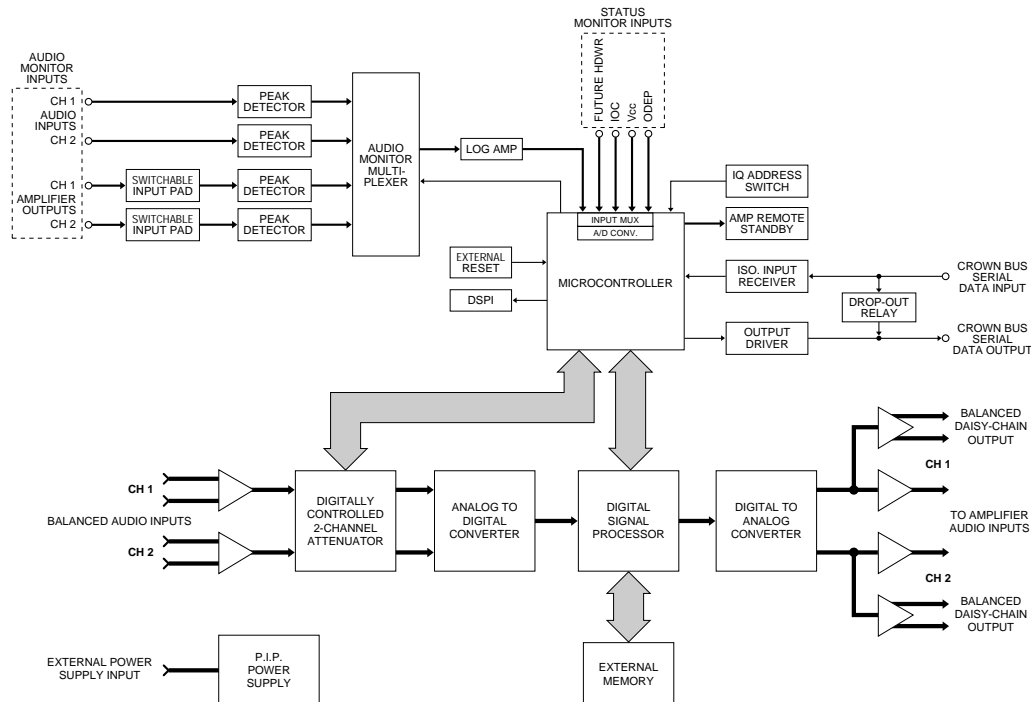 STATUS
MONITOR INPUTS
FUTURE HDWR
IOC
Vcc
ODEP
AUDIO
MONITOR
INPUTS
CH 1
AUDIO
INPUTS
CH 2
CH 1
AMPLIFIER
OUTPUTS
CH 2
SWITCHABLE
INPUT PAD
SWITCHABLE
INPUT PAD
PEAK
DETECTOR
PEAK
DETECTOR
PEAK
DETECTOR
PEAK
DETECTOR
AUDIO
MONITOR
MULTI-
PLEXER
LOG AMP
INPUT MUX
A/D CONV.
MICROCONTROLLER
EXTERNAL
RESET
DSPI
IQ ADDRESS
SWITCH
AMP REMOTE
STANDBY
ISO. INPUT
RECEIVER
DROP-OUT
RELAY
OUTPUT
DRIVER
CROWN BUS
SERIAL
DATA INPUT
CROWN BUS
SERIAL
DATA OUTPUT
CH 1
BALANCED AUDIO INPUTS
CH 2
DIGITALLY
CONTROLLED
2-CHANNEL
ATTENUATOR
ANALOG TO
DIGITAL
CONVERTER
DIGITAL
SIGNAL
PROCESSOR
DIGITAL TO
ANALOG
CONVERTER
BALANCED
DAISY-CHAIN
OUTPUT
CH 1
TO AMPLIFIER
AUDIO INPUTS
CH 2
BALANCED
DAISY-CHAIN
OUTPUT
EXTERNAL POWER
SUPPLY INPUT
P.I.P.
POWER
SUPPLY
EXTERNAL
MEMORY